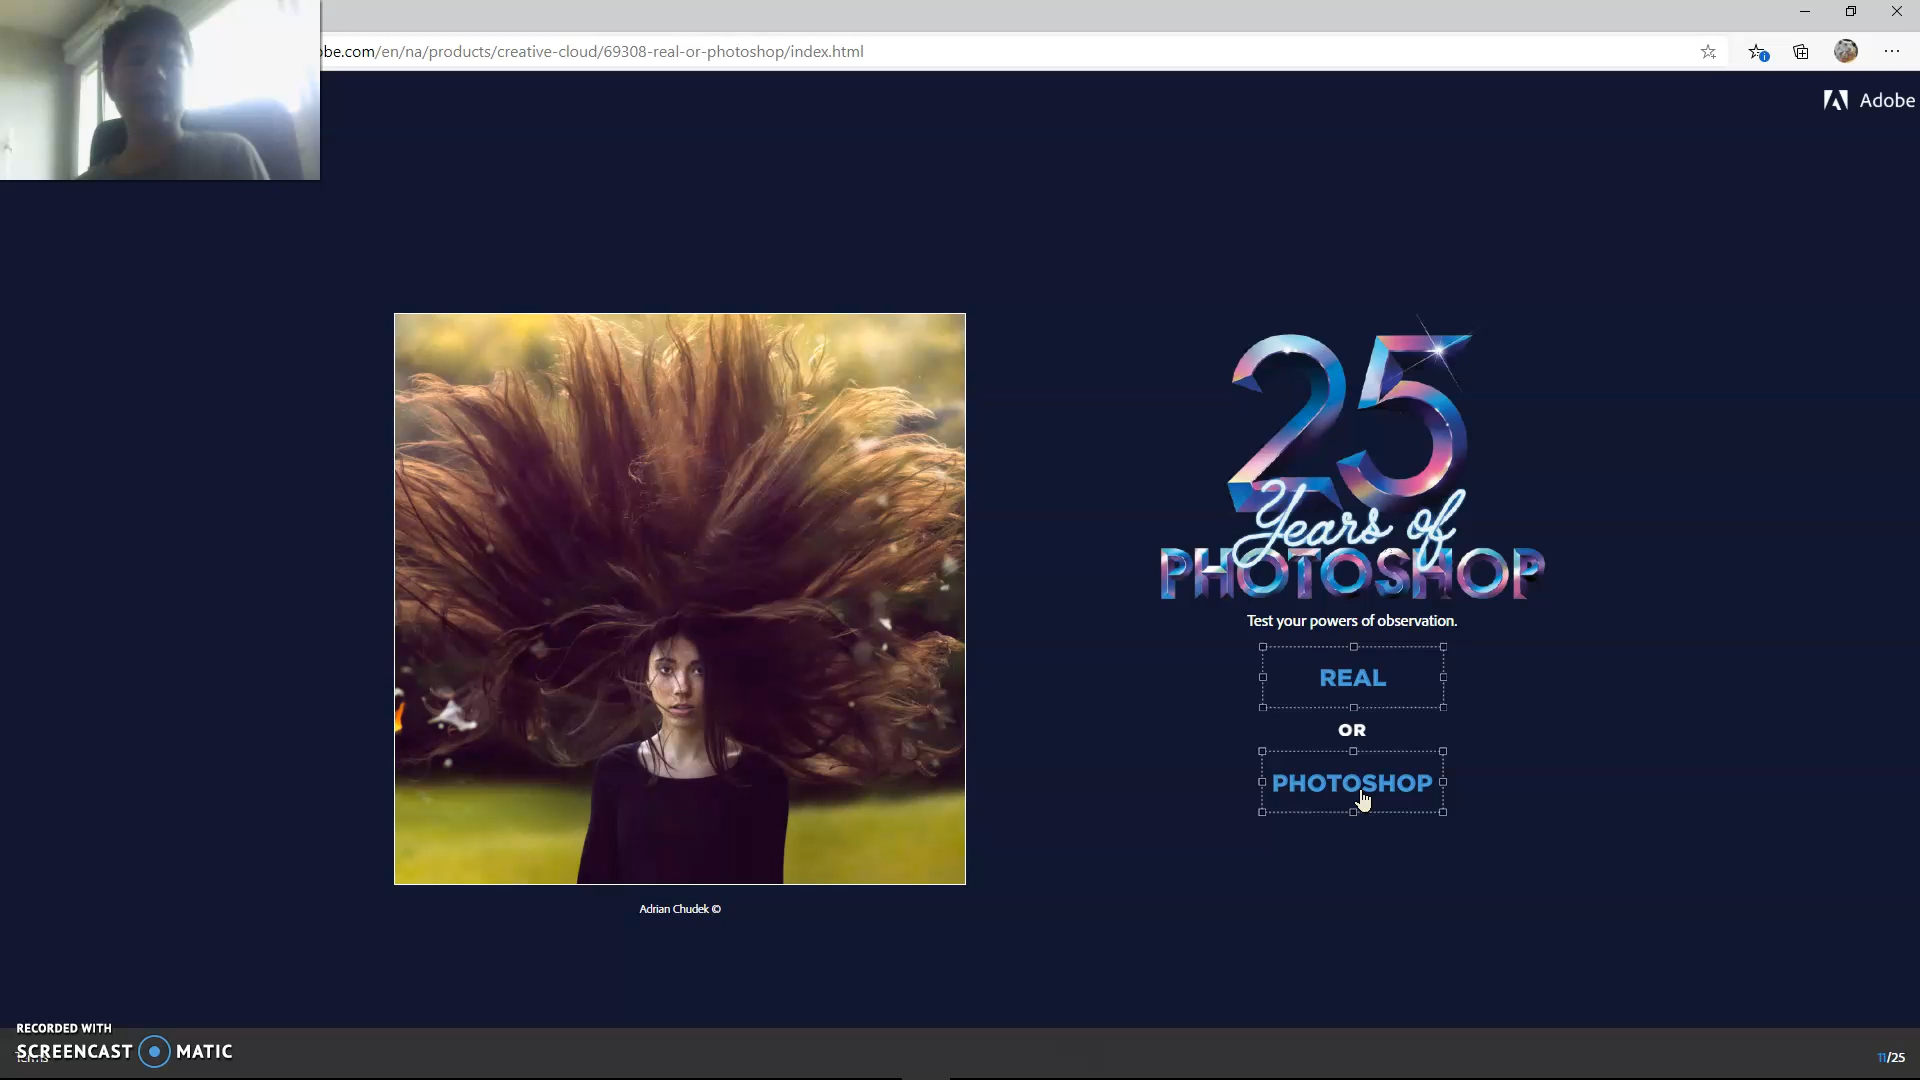 be.com/en/na/products/creative-cloud/69308-real-or-photoshop/index.html
Adobe
25
Years of
PHOTOSHOP
Test your powers of observation.
REAL
OR
PHOTOSHOP
Adrian Chudek ©
RECORDED WITH
SCREENCAST MATIC
Terms
11/25